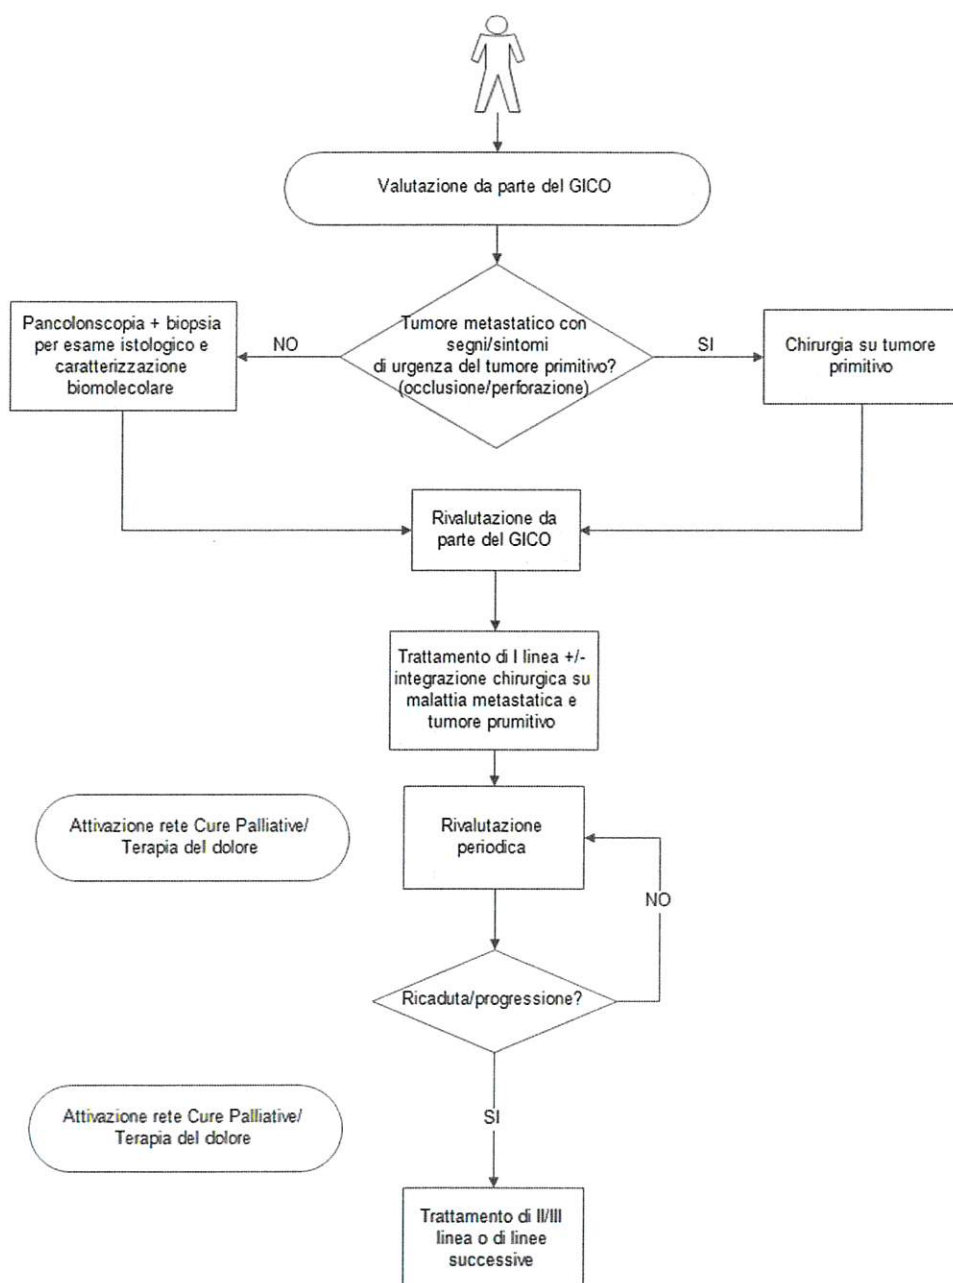 Valutazione da parte del GICO
Tumore metastatico con
segni/sintomi
di urgenza del tumore primitivo?
(occlusione/perforazione)
NO
SI
Pancolonscopia + biopsia
per esame istologico e
caratterizzazione
biomolecolare
Chirurgia su tumore
primitivo
Rivalutazione da
parte del GICO
Trattamento di I linea +/-
integrazione chirurgica su
malattia metastatica e
tumore prumitivo
Attivazione rete Cure Palliative/
Terapia del dolore
Rivalutazione
periodica
NO
Ricaduta/progressione?
Attivazione rete Cure Palliative/
Terapia del dolore
SI
Trattamento di II/III
linea o di linee
successive